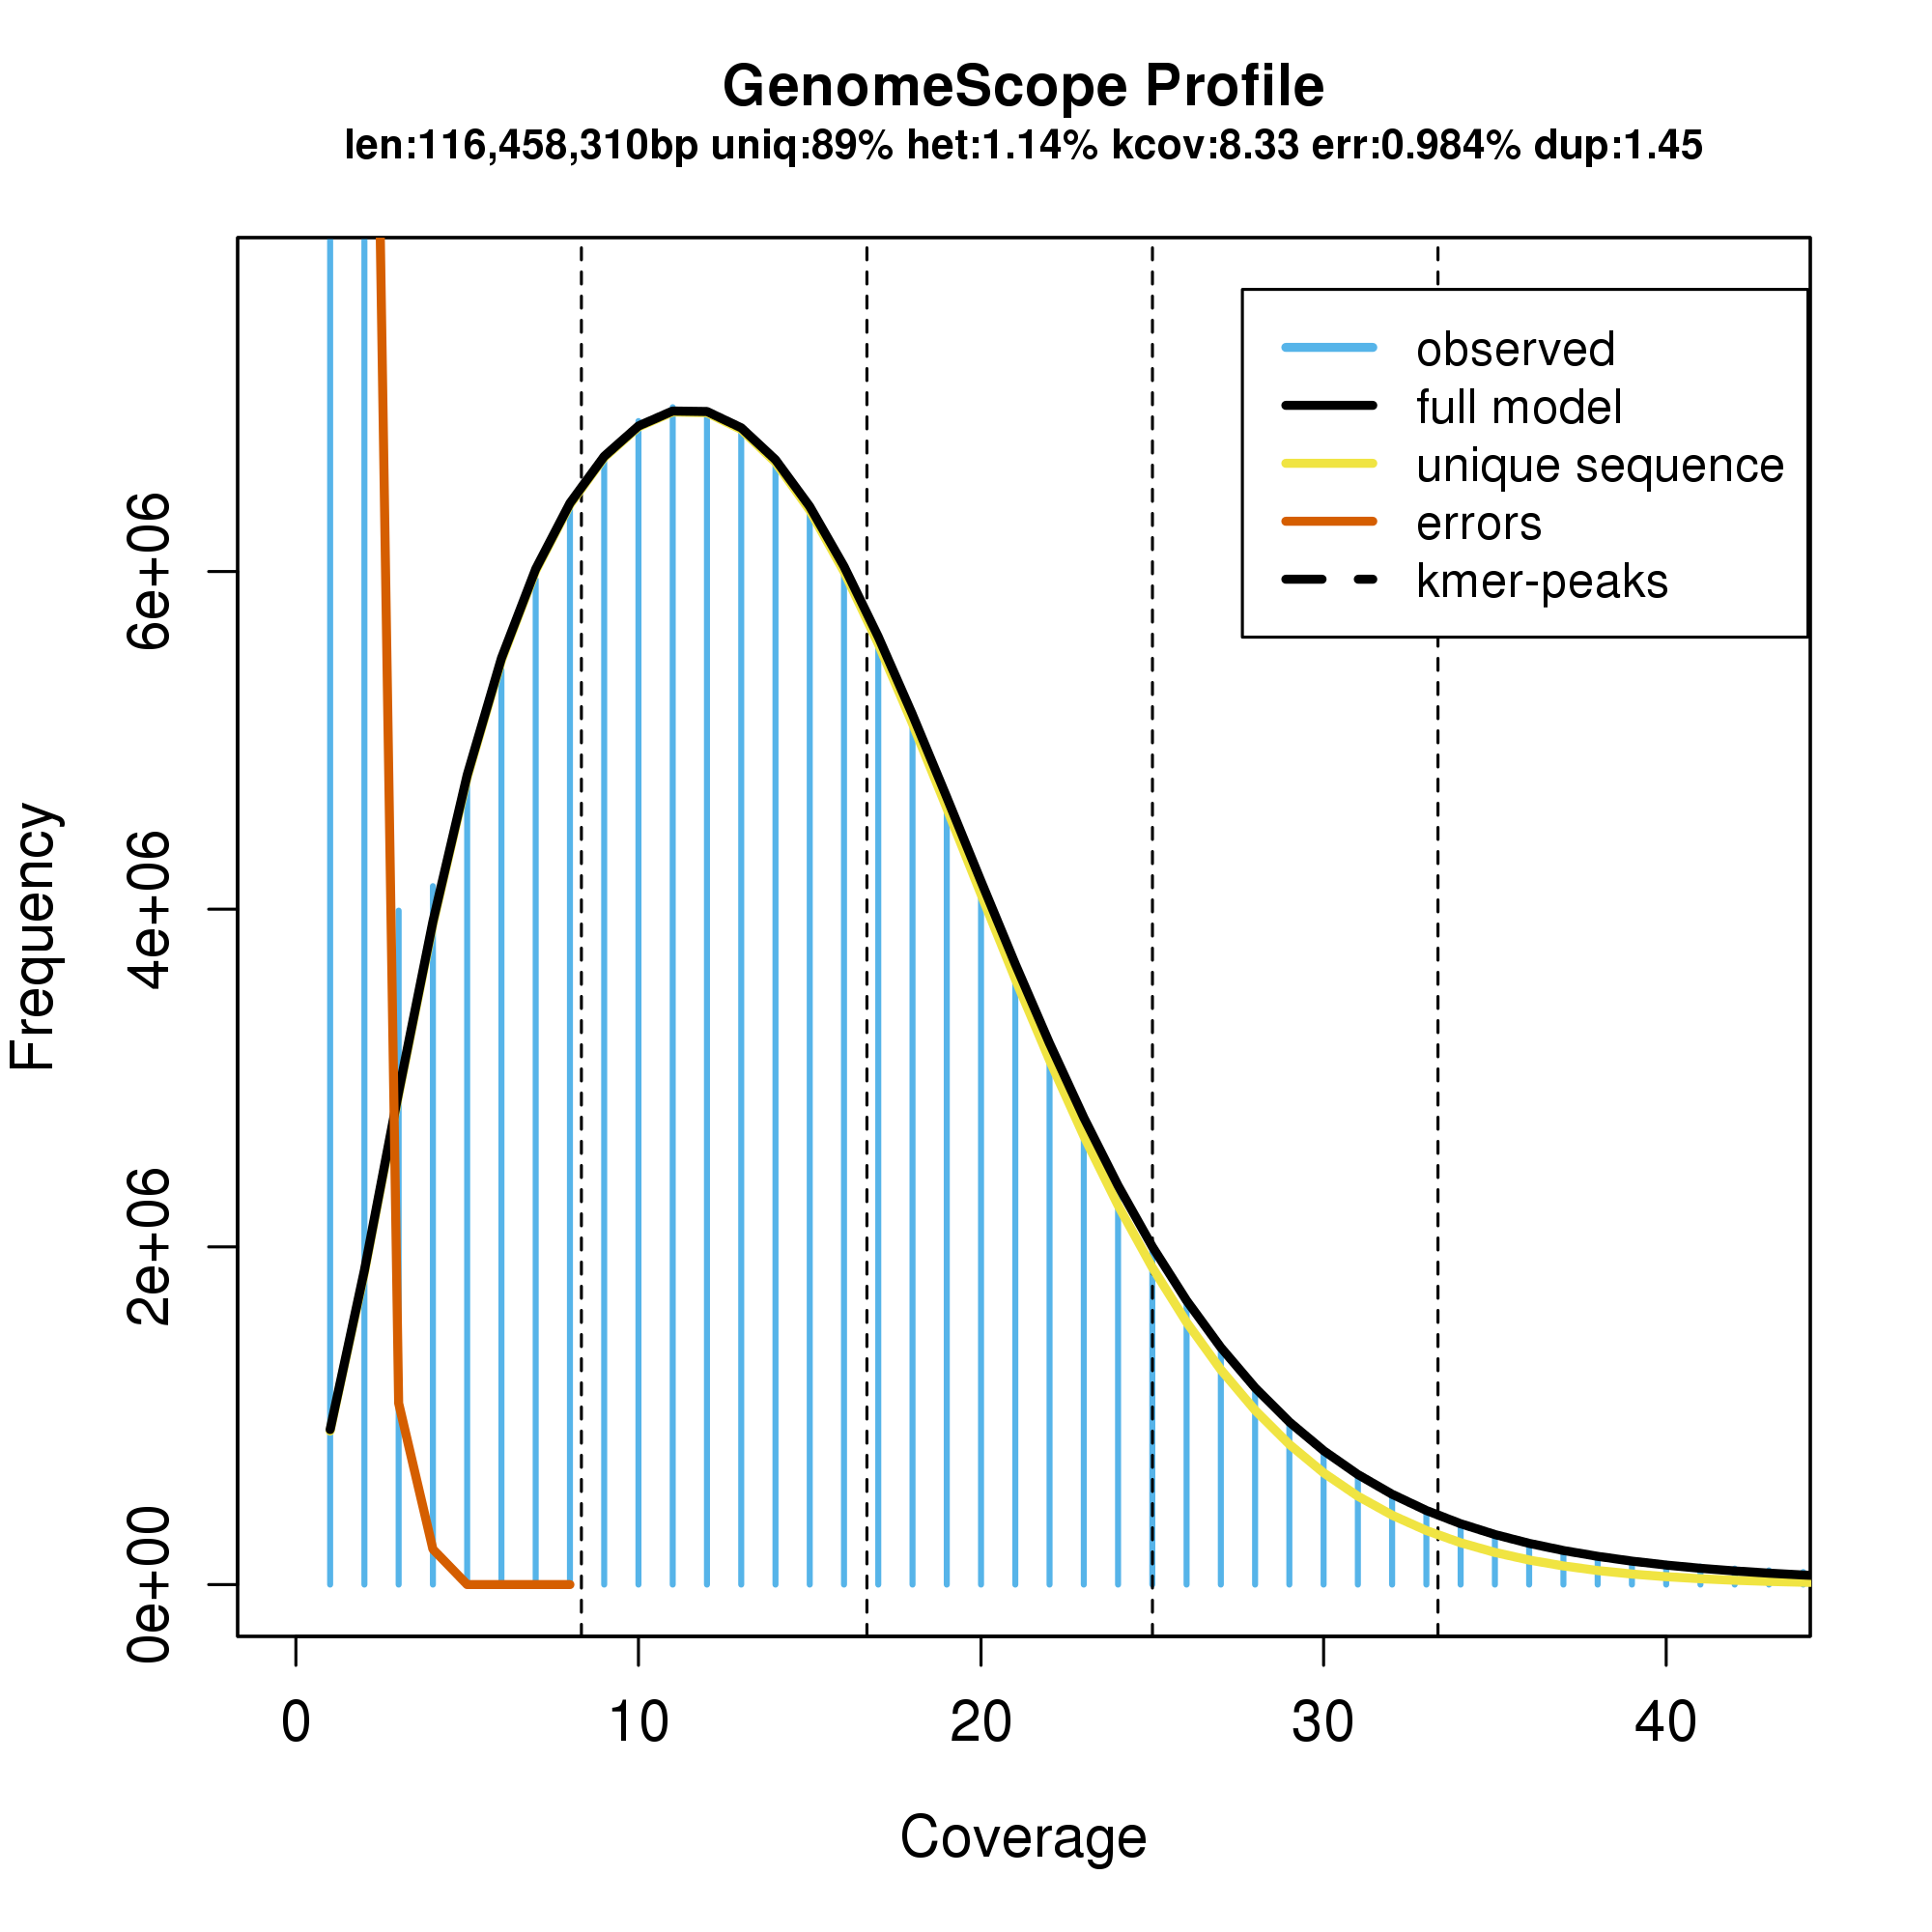 GenomeScope Profile
len:116,458,310bp uniq:89% het:1.14% kcov:8.33 err:0.984% dup:1.45
observed
full model
unique sequence
errors
kmer-peaks
Frequency
6e+06
4e+06
2e+06
0e+00
0 10 20 30 40
Coverage